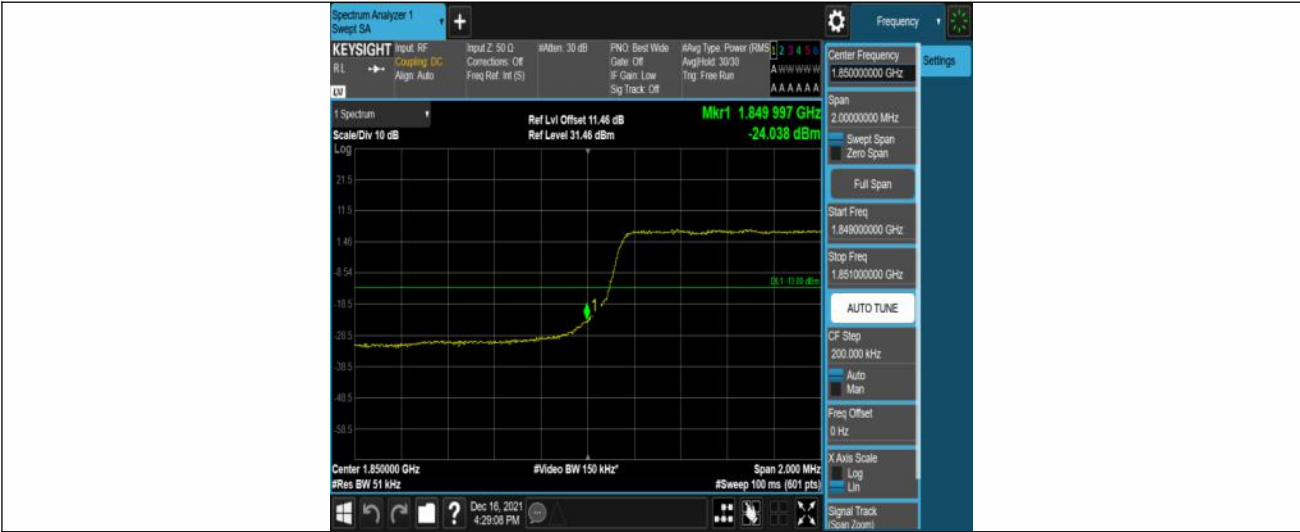 Spectrum Analyzer 1
Swept SA
+
Frequency
KEYSIGHT
RL
Input: RF
Coupling: DC
Align: Auto
Input Z: 50 Ω
Corrections: Off
Freq Ref: Int (S)
#Atten: 30 dB
PNO: Best Wide
Gate: Off
IF Gain: Low
Sig Track: Off
#Avg Type: Power (RMS
Avg|Hold: 30/30
Trig: Free Run
1 2 3 4 5 6
A W W W W W
A A A A A A
1 Spectrum
Scale/Div 10 dB
Log
Ref Lvl Offset 11.46 dB
Ref Level 31.46 dBm
Mkr1 1.849 997 GHz
-24.038 dBm
21.5
11.5
1.46
-8.54
-18.5
-28.5
-38.5
-48.5
-58.5
DL1 -13.00 dBm
1
Center 1.850000 GHz
#Res BW 51 kHz
#Video BW 150 kHz*
Span 2.000 MHz
#Sweep 100 ms (601 pts)
?
Dec 16, 2021
4:29:08 PM
Center Frequency
1.850000000 GHz
Settings
Span
2.00000000 MHz
Swept Span
Zero Span
Full Span
Start Freq
1.849000000 GHz
Stop Freq
1.851000000 GHz
AUTO TUNE
CF Step
200.000 kHz
Auto
Man
Freq Offset
0 Hz
X Axis Scale
Log
Lin
Signal Track
(Span Zoom)